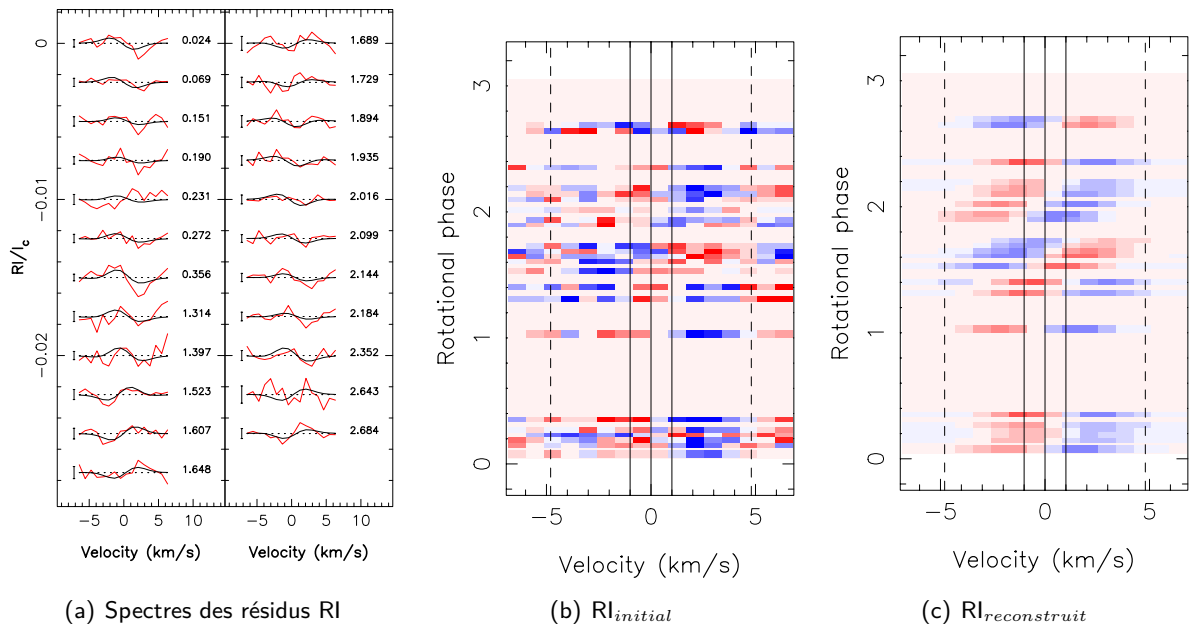 RI/Ic
0
−0.01
−0.02
0.024
0.069
0.151
0.190
0.231
0.272
0.356
1.314
1.397
1.523
1.607
1.648
1.689
1.729
1.894
1.935
2.016
2.099
2.144
2.184
2.352
2.643
2.684
−5 0 5 10
−5 0 5 10
Velocity (km/s)
Velocity (km/s)
(a) Spectres des résidus RI
Rotational phase
3
2
1
0
−5 0 5
Velocity (km/s)
(b) RIinitial
Rotational phase
3
2
1
0
−5 0 5
Velocity (km/s)
(c) RIreconstruit